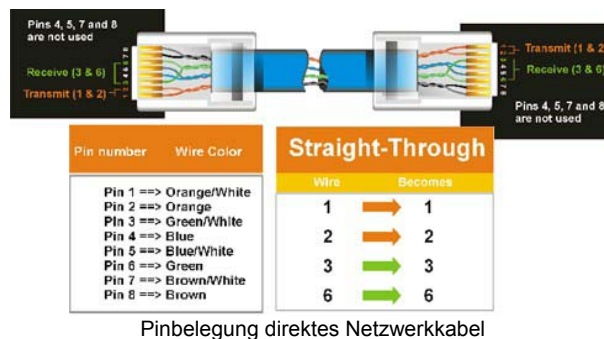 Pins 4, 5, 7 and 8
are not used
Receive (3 & 6)
Transmit (1 & 2)
Transmit (1 & 2)
Receive (3 & 6)
Pins 4, 5, 7 and 8
are not used
Pin number Wire Color
Pin 1 ==> Orange/White
Pin 2 ==> Orange
Pin 3 ==> Green/White
Pin 4 ==> Blue
Pin 5 ==> Blue/White
Pin 6 ==> Green
Pin 7 ==> Brown/White
Pin 8 ==> Brown
Straight-Through
Wire Becomes
1 1
2 2
3 3
6 6
Pinbelegung direktes Netzwerkkabel